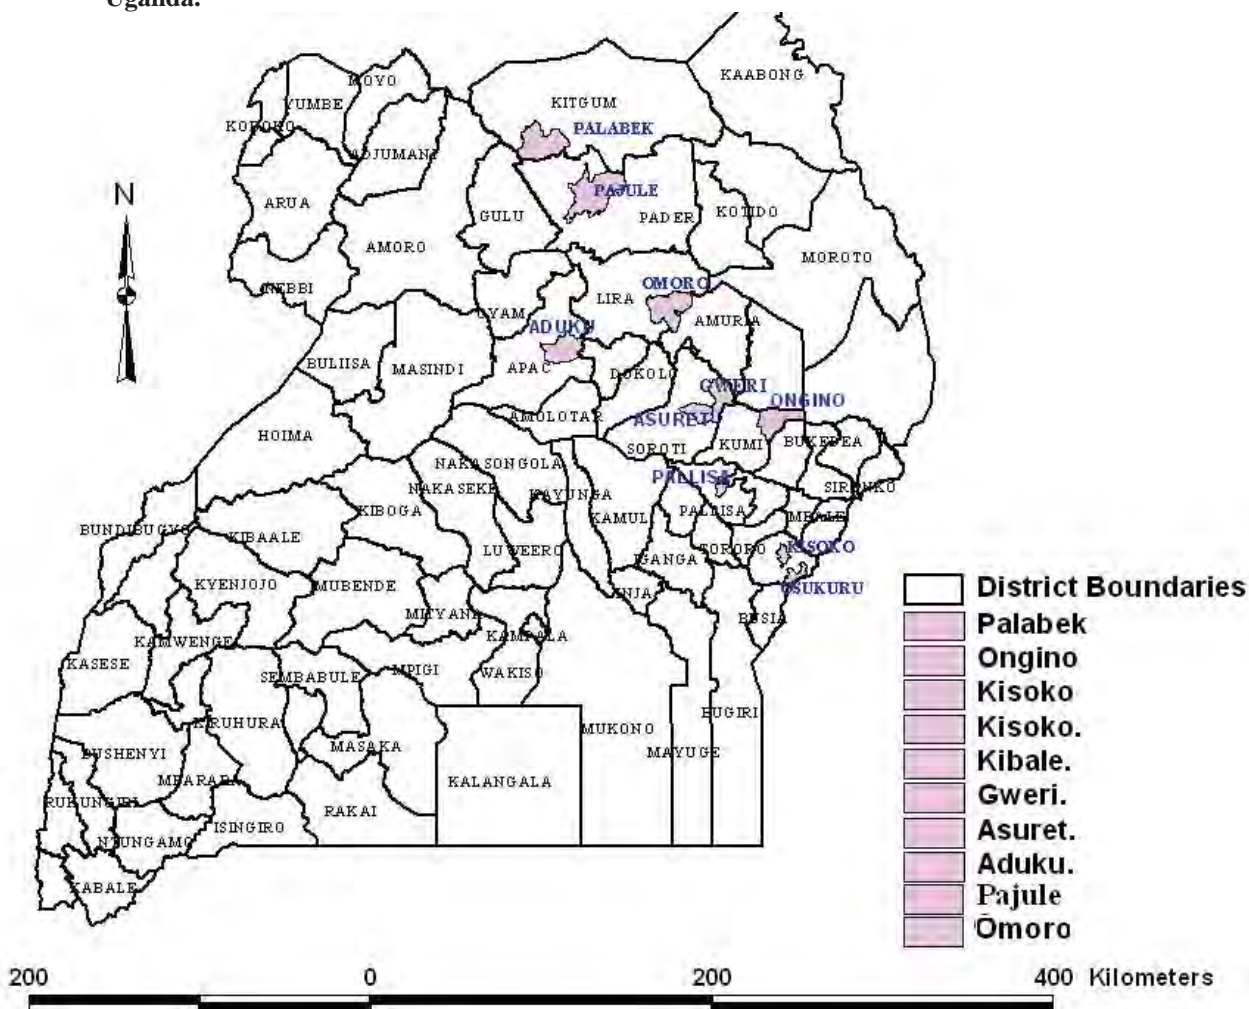 Uganda.
KAABONG
MOYO
YUMBE
KITGUM
KOBOKO
PALABEK
ADJUMANI
N
PAJULE
ARUA
GULU
PADER
KOTIDO
AMORO
MOROTO
NEBBI
OMORO
LIRA
OYAM
AMURIA
ADUKU
BULIISA
MASINDI
APAC
DOKOLO
GWERI
ONGINO
AMOLOTAR
ASURET
HOIMA
SOROTI
KUMI
BUKEDEA
NAKASONGOLA
PALLISA
NAKASEKE
KAYUNGA
SIRONKO
KIBOGA
KAMULI
PALLISA
MBALE
BUNDIBUGYO
KIBAALE
LUWEERO
IGANGA
TORORO
KISOKO
KYENJOJO
MUBENDE
JINJA
OSUKURU
District Boundaries
MITYANA
BUSIA
Palabek
KAMWENGE
KAMPALA
KASESE
SEMBABULE
MPIGI
WAKISO
Ongino
Kisoko
KIRUHURA
MUKONO
BUGIRI
Kisoko.
BUSHENYI
MASAKA
MAYUGE
Kibale.
MBARARA
KALANGALA
Gweri.
RUKUNGIRI
RAKAI
ISINGIRO
Asuret.
NTUNGAMO
Aduku.
KABALE
Pajule
Omoro
200 0 200 400 Kilometers